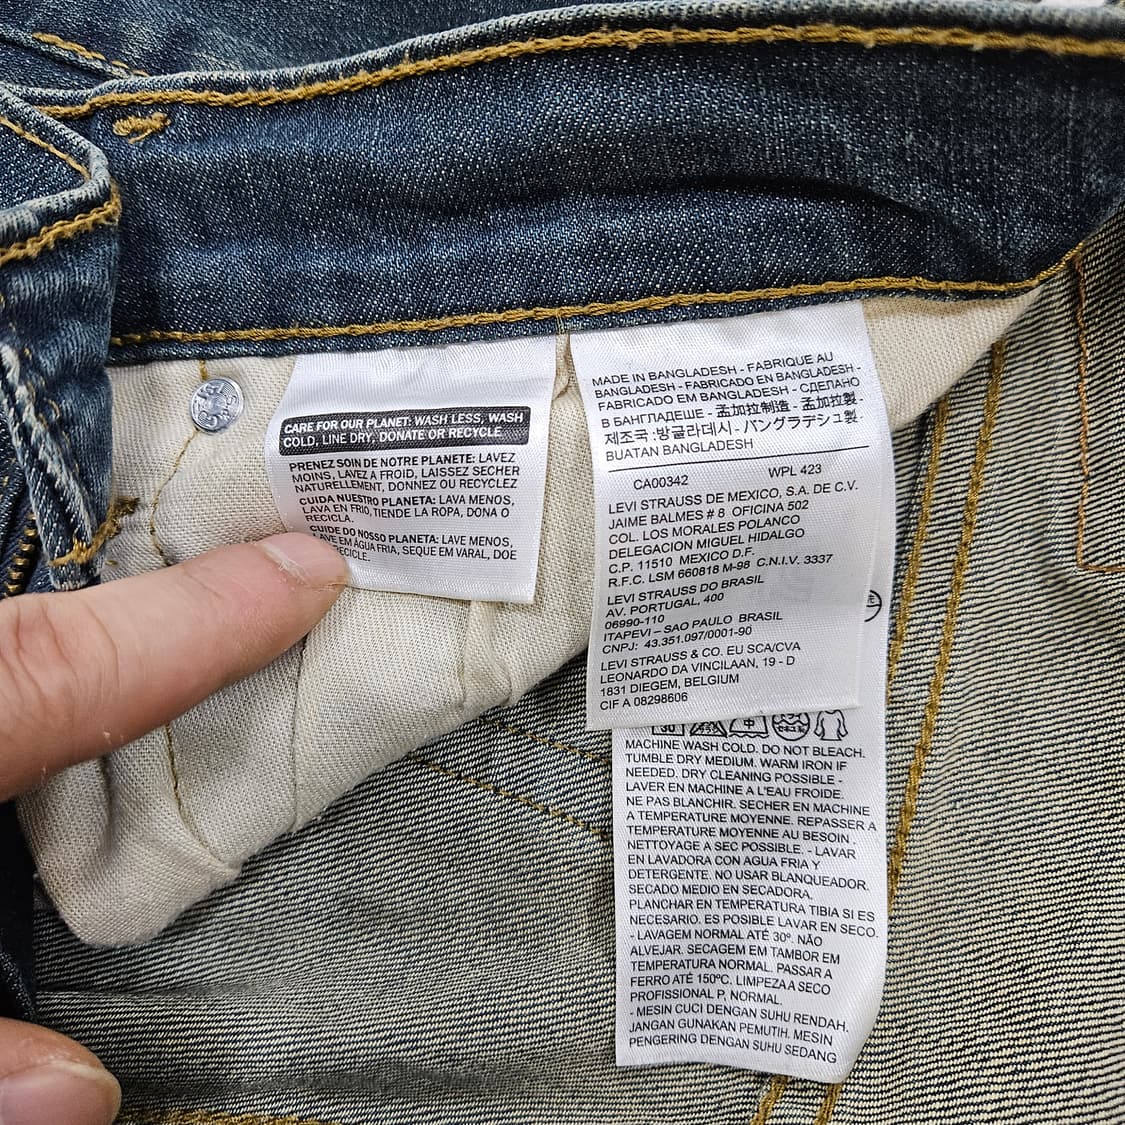 CARE FOR OUR PLANET: WASH LESS, WASH
COLD, LINE DRY, DONATE OR RECYCLE
PRENEZ SOIN DE NOTRE PLANETE: LAVEZ
MOINS, LAVEZ A FROID, LAISSEZ SECHER
NATURELLEMENT, DONNEZ OU RECYCLEZ
CUIDA NUESTRO PLANETA: LAVA MENOS,
LAVA EN FRIO, TIENDE LA ROPA, DONA O
RECICLA.
CUIDE DO NOSSO PLANETA: LAVE MENOS,
EM ÁGUA FRIA, SEQUE EM VARAL, DOE
MADE IN BANGLADESH - FABRIQUE AU
BANGLADESH - FABRICADO EN BANGLADESH -
FABRICADO EM BANGLADESH - СДЕЛАНО
В БАНГЛАДЕШЕ - 孟加拉制造 - 孟加拉製 -
제조국 :방글라데시 - バングラデシュ製 -
BUATAN BANGLADESH
CA00342 WPL 423
LEVI STRAUSS DE MEXICO, S.A. DE C.V.
JAIME BALMES # 8 OFICINA 502
COL. LOS MORALES POLANCO
DELEGACION MIGUEL HIDALGO
C.P. 11510 MEXICO D.F.
R.F.C. LSM 660818 M-98 C.N.I.V. 3337
LEVI STRAUSS DO BRASIL
AV. PORTUGAL, 400
06990-110
ITAPEVI – SAO PAULO BRASIL
CNPJ: 43.351.097/0001-90
LEVI STRAUSS & CO. EU SCA/CVA
LEONARDO DA VINCILAAN, 19 - D
1831 DIEGEM, BELGIUM
CIF A 08298606
30 中
MACHINE WASH COLD. DO NOT BLEACH.
TUMBLE DRY MEDIUM. WARM IRON IF
NEEDED. DRY CLEANING POSSIBLE -
LAVER EN MACHINE A L'EAU FROIDE.
NE PAS BLANCHIR. SECHER EN MACHINE
A TEMPERATURE MOYENNE. REPASSER A
TEMPERATURE MOYENNE AU BESOIN .
NETTOYAGE A SEC POSSIBLE. - LAVAR
EN LAVADORA CON AGUA FRIA Y
DETERGENTE. NO USAR BLANQUEADOR.
SECADO MEDIO EN SECADORA.
PLANCHAR EN TEMPERATURA TIBIA SI ES
NECESARIO. ES POSIBLE LAVAR EN SECO.
- LAVAGEM NORMAL ATÉ 30º. NÃO
ALVEJAR. SECAGEM EM TAMBOR EM
TEMPERATURA NORMAL. PASSAR A
FERRO ATÉ 150ºC. LIMPEZA A SECO
PROFISSIONAL P, NORMAL.
- MESIN CUCI DENGAN SUHU RENDAH.
JANGAN GUNAKAN PEMUTIH. MESIN
PENGERING DENGAN SUHU SEDANG